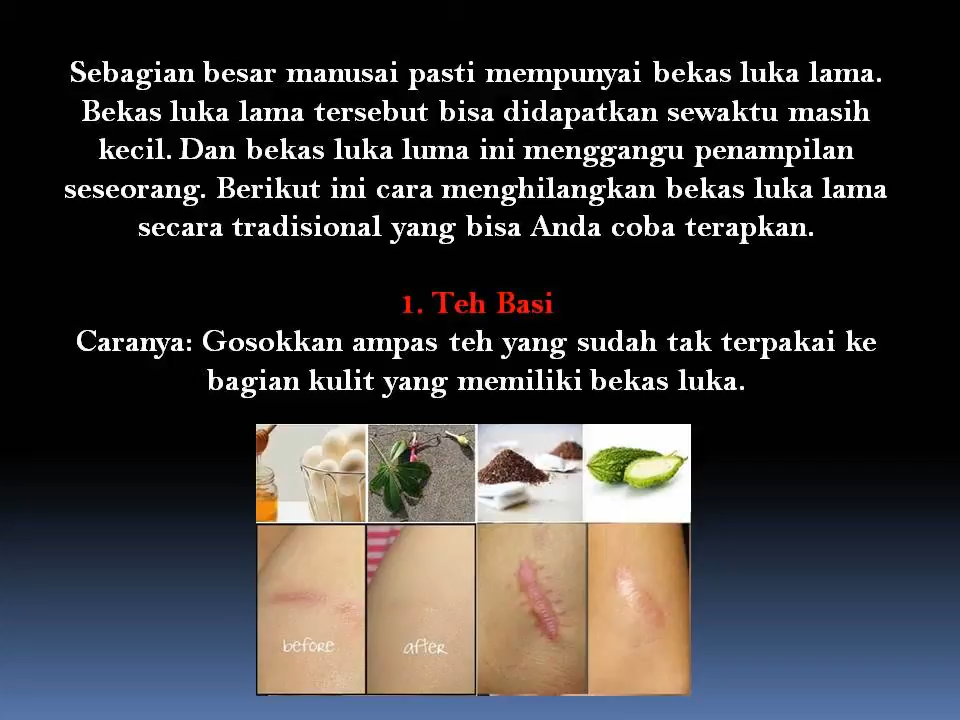 Sebagian besar manusai pasti mempunyai bekas luka lama.
Bekas luka lama tersebut bisa didapatkan sewaktu masih
kecil. Dan bekas luka luma ini menggangu penampilan
seseorang. Berikut ini cara menghilangkan bekas luka lama
secara tradisional yang bisa Anda coba terapkan.
1. Teh Basi
Caranya: Gosokkan ampas teh yang sudah tak terpakai ke
bagian kulit yang memiliki bekas luka.
before
after